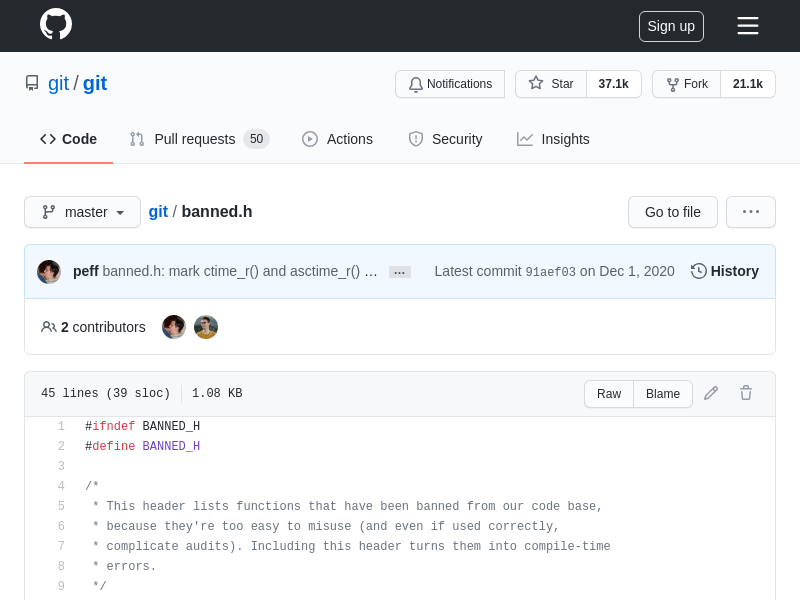 Sign up
git / git
Notifications
Star 37.1k
Fork 21.1k
Code
Pull requests 50
Actions
Security
Insights
master
git / banned.h
Go to file
...
peff banned.h: mark ctime_r() and asctime_r() … ...
Latest commit 91aef03 on Dec 1, 2020
History
2 contributors
45 lines (39 sloc) 1.08 KB
Raw Blame
1 #ifndef BANNED_H
2 #define BANNED_H
3
4 /*
5 * This header lists functions that have been banned from our code base,
6 * because they're too easy to misuse (and even if used correctly,
7 * complicate audits). Including this header turns them into compile-time
8 * errors.
9 */